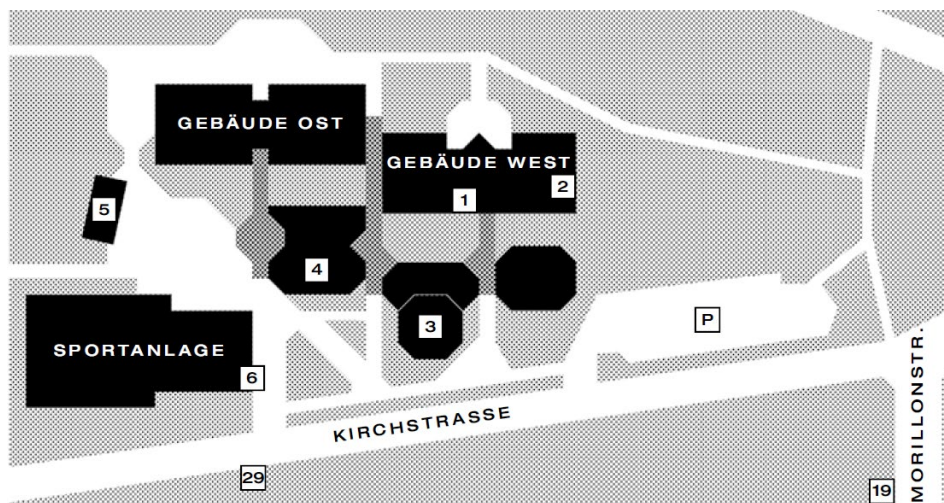 GEBÄUDE OST
GEBÄUDE WEST
2
1
5
4
P
3
SPORTANLAGE
6
KIRCHSTRASSE
MORILLONSTR.
29
19